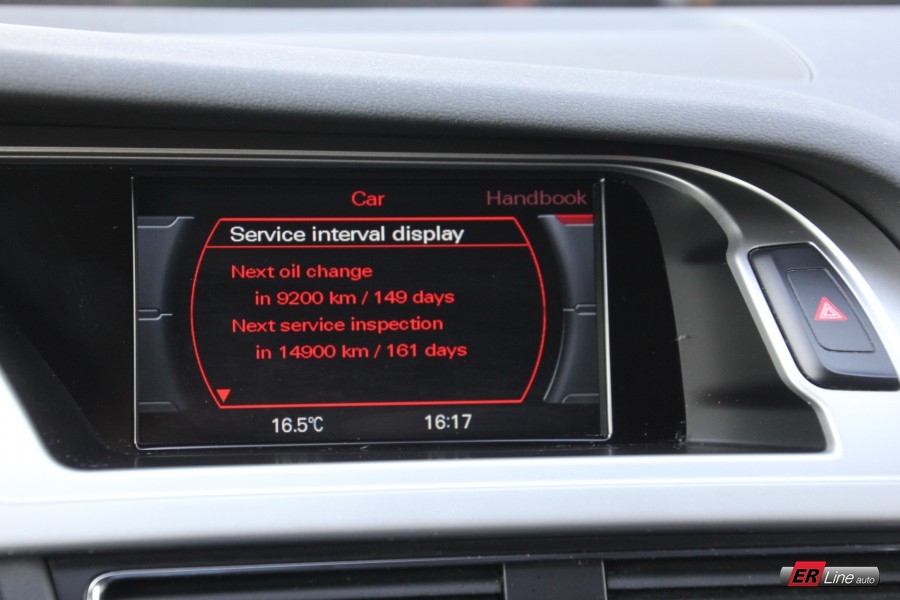 Car
Handbook
Service interval display
Next oil change
in 9200 km / 149 days
Next service inspection
in 14900 km / 161 days
16.5°C
16:17
ER Line auto